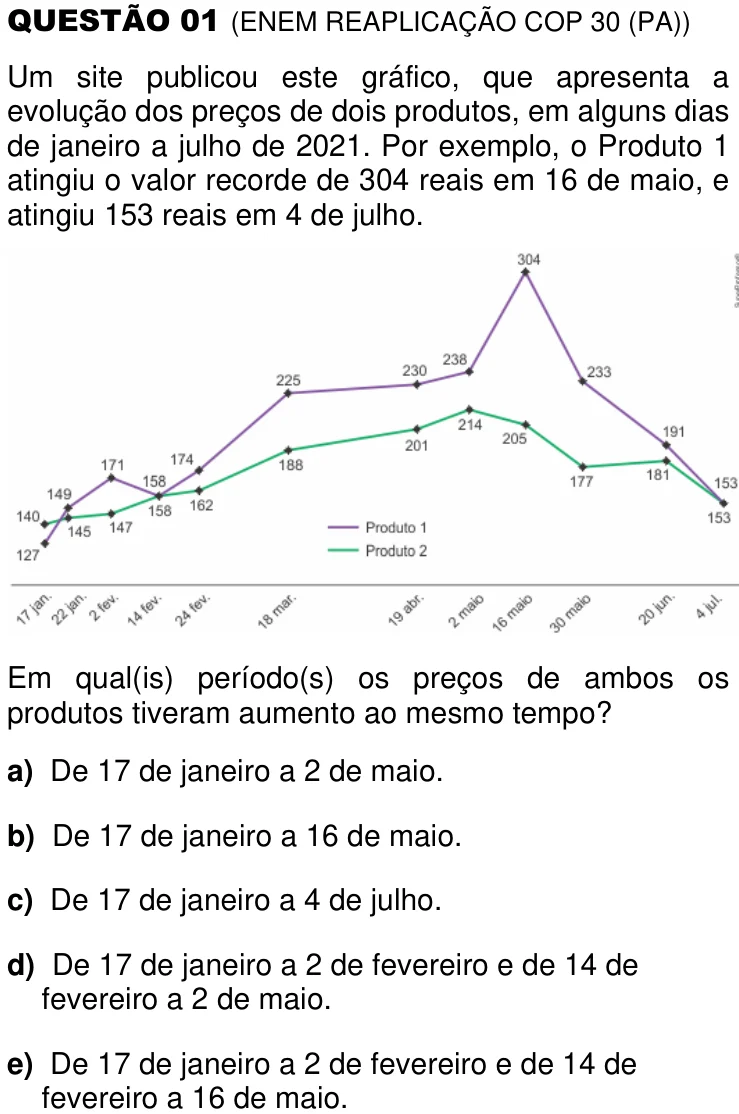 QUESTÃO 01 (ENEM REAPLICAÇÃO COP 30 (PA))
Um site publicou este gráfico, que apresenta a
evolução dos preços de dois produtos, em alguns dias
de janeiro a julho de 2021. Por exemplo, o Produto 1
atingiu o valor recorde de 304 reais em 16 de maio, e
atingiu 153 reais em 4 de julho.
304
238
233
230
225
214
205
201
191
188
181
177
174
171
162
158
158
149
147
145
140
127
153
153
Produto 1
Produto 2
17 jan.
22 jan.
2 fev.
14 fev.
24 fev.
18 mar.
19 abr.
2 maio
16 maio
30 maio
20 jun.
4 jul.
Em qual(is) período(s) os preços de ambos os
produtos tiveram aumento ao mesmo tempo?
a) De 17 de janeiro a 2 de maio.
b) De 17 de janeiro a 16 de maio.
c) De 17 de janeiro a 4 de julho.
d) De 17 de janeiro a 2 de fevereiro e de 14 de
fevereiro a 2 de maio.
e) De 17 de janeiro a 2 de fevereiro e de 14 de
fevereiro a 16 de maio.